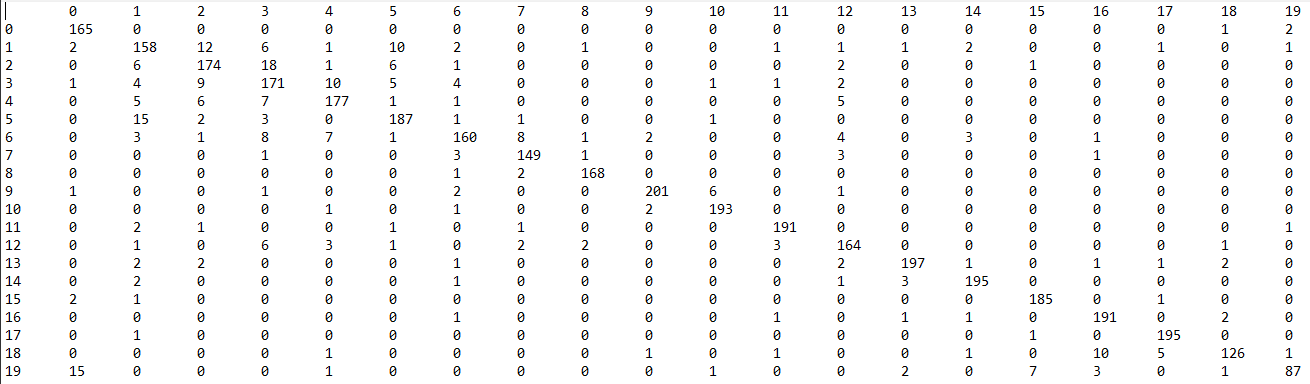 0 1 2 3 4 5 6 7 8 9 10 11 12 13 14 15 16 17 18 19
0 165 0 0 0 0 0 0 0 0 0 0 0 0 0 0 0 0 0 1 2
1 2 158 12 6 1 10 2 0 1 0 0 1 1 1 2 0 0 1 0 1
2 0 6 174 18 1 6 1 0 0 0 0 0 2 0 0 1 0 0 0 0
3 1 4 9 171 10 5 4 0 0 0 1 1 2 0 0 0 0 0 0 0
4 0 5 6 7 177 1 1 0 0 0 0 0 5 0 0 0 0 0 0 0
5 0 15 2 3 0 187 1 1 0 0 1 0 0 0 0 0 0 0 0 0
6 0 3 1 8 7 1 160 8 1 2 0 0 4 0 3 0 1 0 0 0
7 0 0 0 1 0 0 3 149 1 0 0 0 3 0 0 0 1 0 0 0
8 0 0 0 0 0 0 1 2 168 0 0 0 0 0 0 0 0 0 0 0
9 1 0 0 1 0 0 2 0 0 201 6 0 1 0 0 0 0 0 0 0
10 0 0 0 0 1 0 1 0 0 2 193 0 0 0 0 0 0 0 0 0
11 0 2 1 0 0 1 0 1 0 0 0 191 0 0 0 0 0 0 0 1
12 0 1 0 6 3 1 0 2 2 0 0 3 164 0 0 0 0 0 1 0
13 0 2 2 0 0 0 1 0 0 0 0 0 2 197 1 0 1 1 2 0
14 0 2 0 0 0 0 1 0 0 0 0 0 1 3 195 0 0 0 0 0
15 2 1 0 0 0 0 0 0 0 0 0 0 0 0 0 185 0 1 0 0
16 0 0 0 0 0 0 1 0 0 0 0 1 0 1 1 0 191 0 2 0
17 0 1 0 0 0 0 0 0 0 0 0 0 0 0 0 1 0 195 0 0
18 0 0 0 0 1 0 0 0 0 1 0 1 0 0 1 0 10 5 126 1
19 15 0 0 0 1 0 0 0 0 0 1 0 0 2 0 7 3 0 1 87